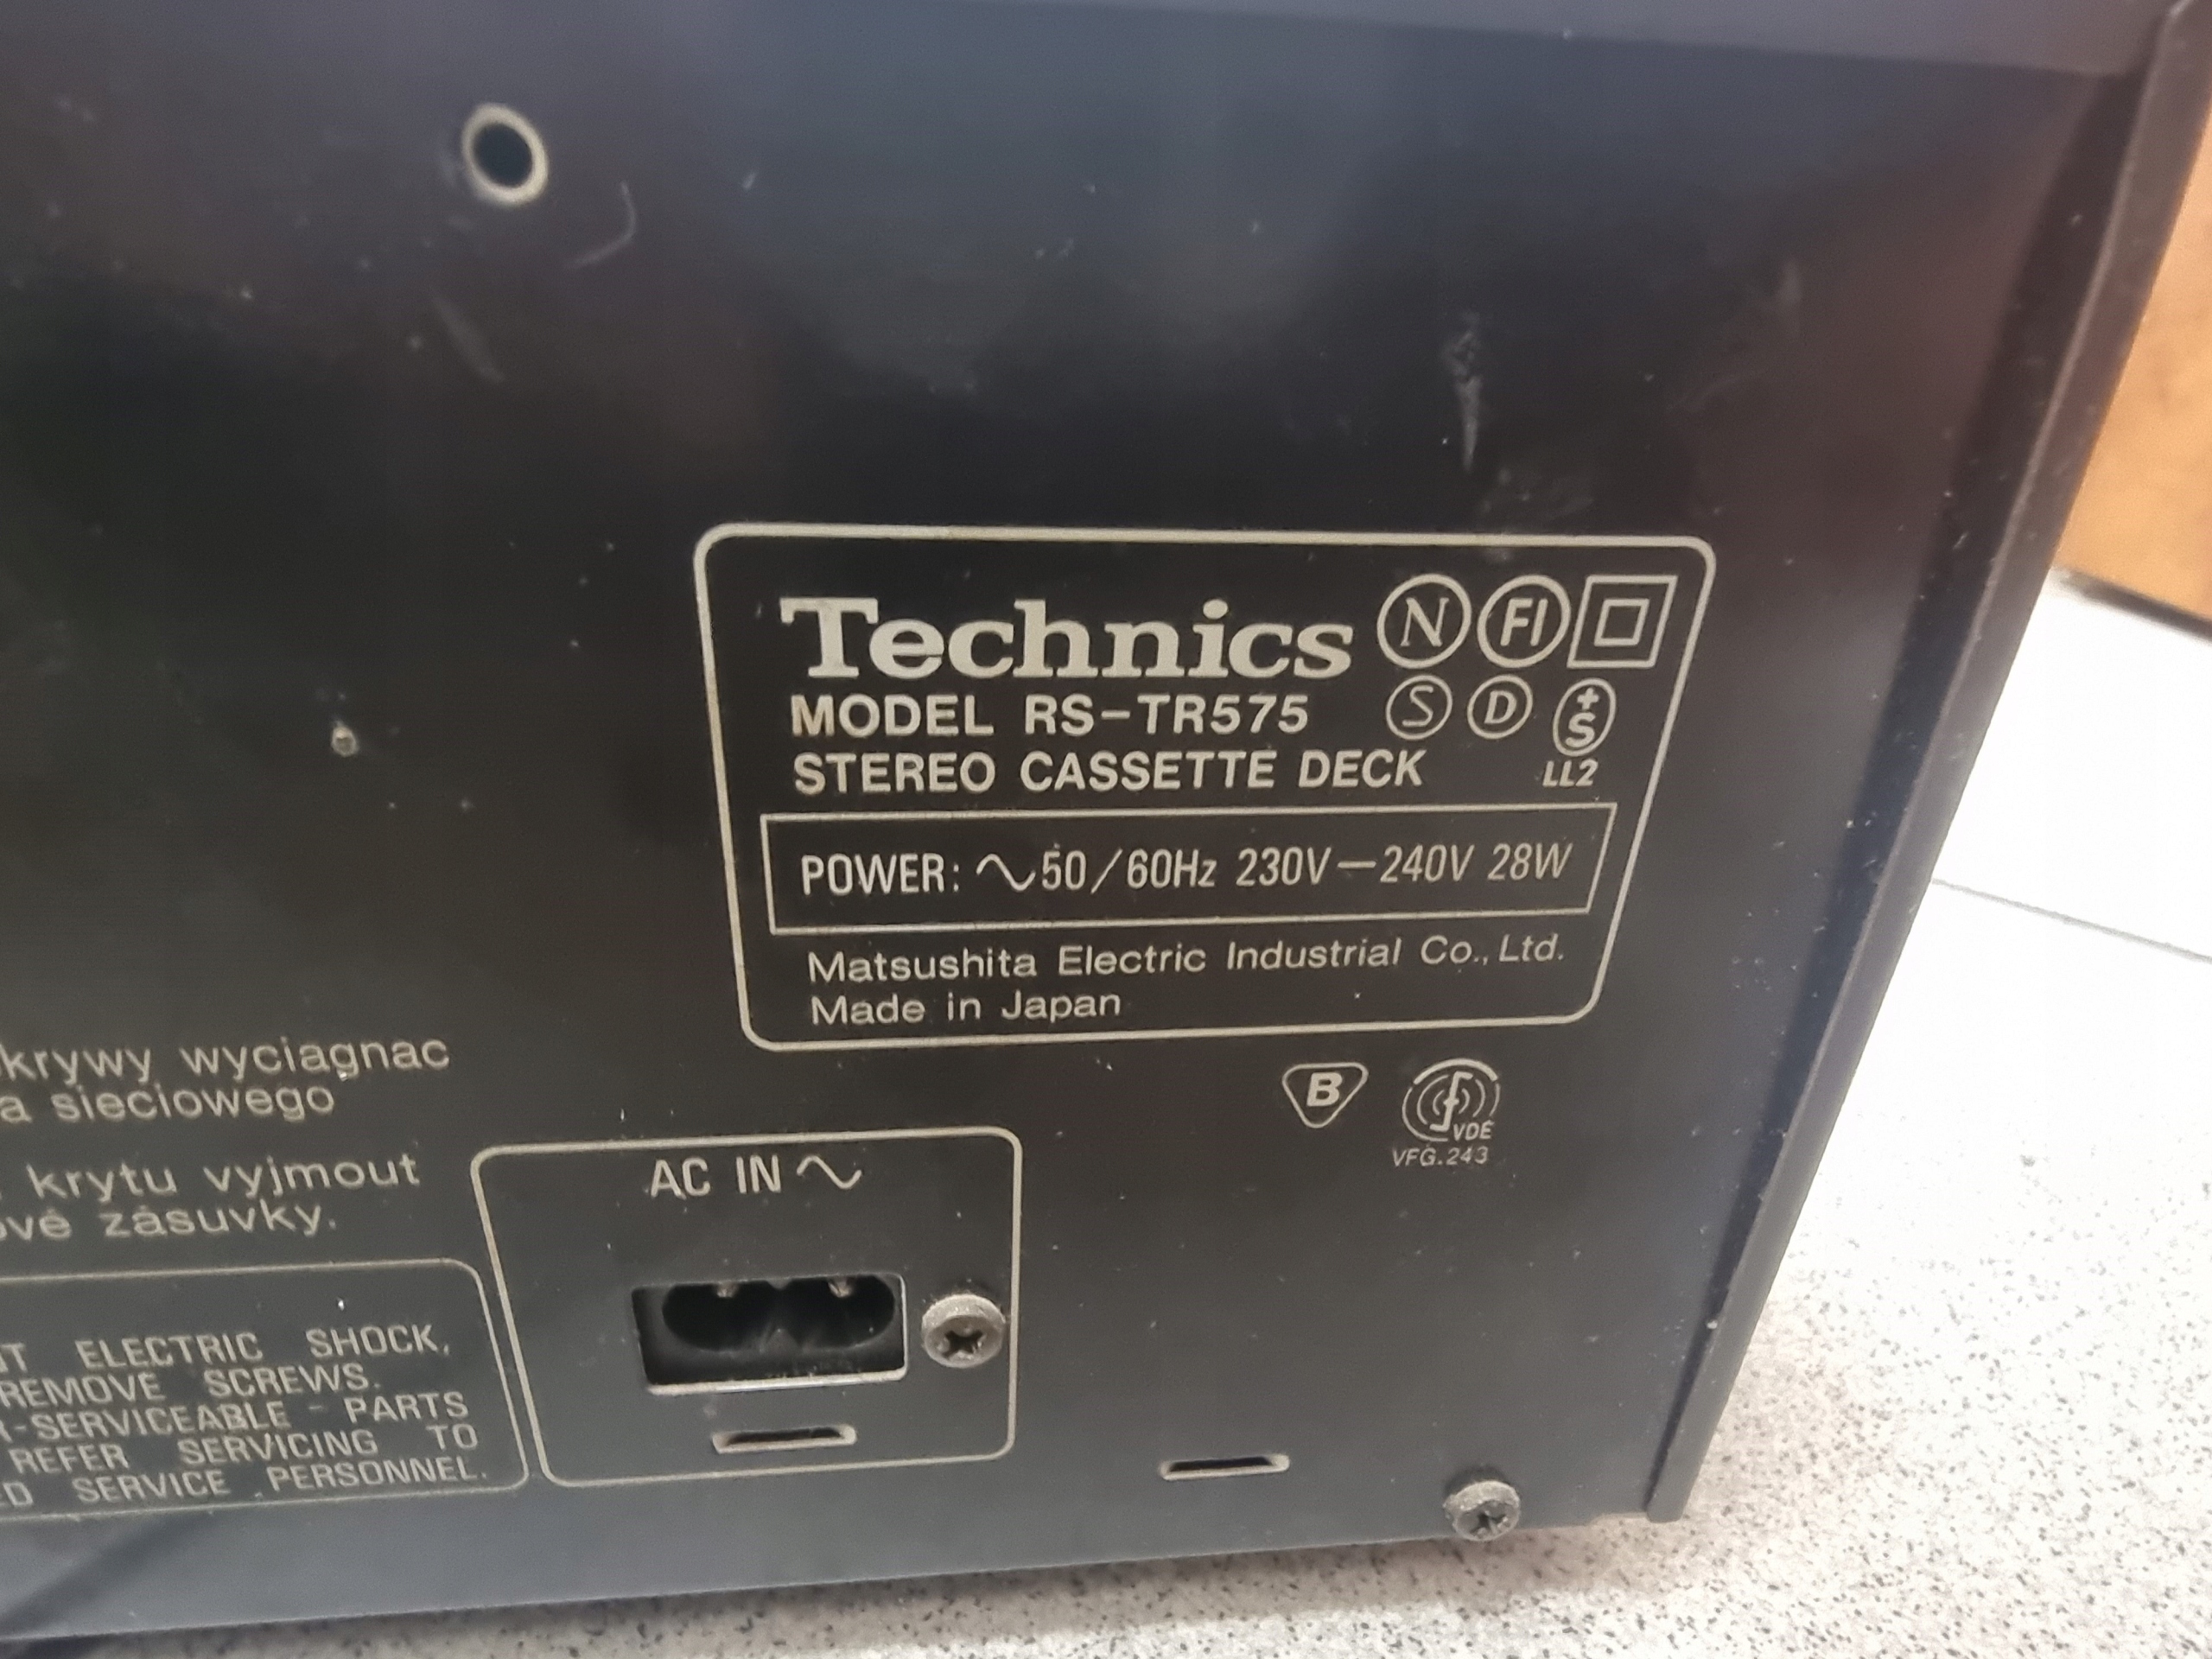 Technics N FI
MODEL RS-TR575 S D +S
STEREO CASSETTE DECK LL2
POWER: ∿50/60Hz 230V—240V 28W
Matsushita Electric Industrial Co., Ltd.
Made in Japan
B VDE
VFG.243
krywy wyciagnac
a sieciowego
krytu vyjmout
ové zásuvky.
AC IN ∿
T ELECTRIC SHOCK,
REMOVE SCREWS.
R-SERVICEABLE PARTS
REFER SERVICING TO
ED SERVICE PERSONNEL.